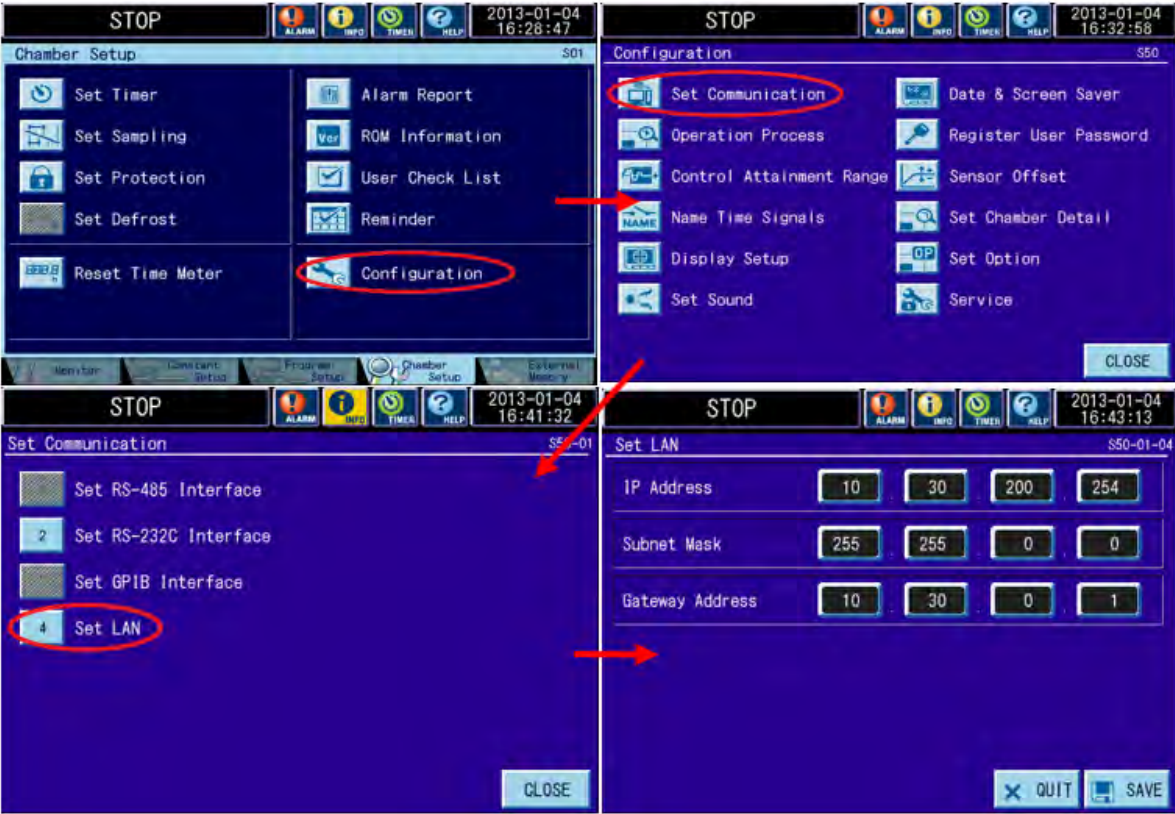 STOP
ALARM INFO TIMER HELP
2013-01-04
16:28:47
Chamber Setup S01
Set Timer
Set Sampling
Set Protection
Set Defrost
Reset Time Meter
Alarm Report
Ver ROM Information
User Check List
Reminder
Configuration
Monitor
Constant Setup
Program Setup
Chamber Setup
External Memory
STOP
ALARM INFO TIMER HELP
2013-01-04
16:32:58
Configuration S50
Set Communication
Operation Process
Control Attainment Range
NAME Name Time Signals
Display Setup
Set Sound
Date & Screen Saver
Register User Password
Sensor Offset
Set Chamber Detail
OP Set Option
Service
CLOSE
STOP
ALARM INFO TIMER HELP
2013-01-04
16:41:32
Set Communication S50-01
Set RS-485 Interface
2 Set RS-232C Interface
Set GPIB Interface
4 Set LAN
CLOSE
STOP
ALARM INFO TIMER HELP
2013-01-04
16:43:13
Set LAN S50-01-04
IP Address 10 . 30 . 200 . 254
Subnet Mask 255 . 255 . 0 . 0
Gateway Address 10 . 30 . 0 . 1
QUIT SAVE